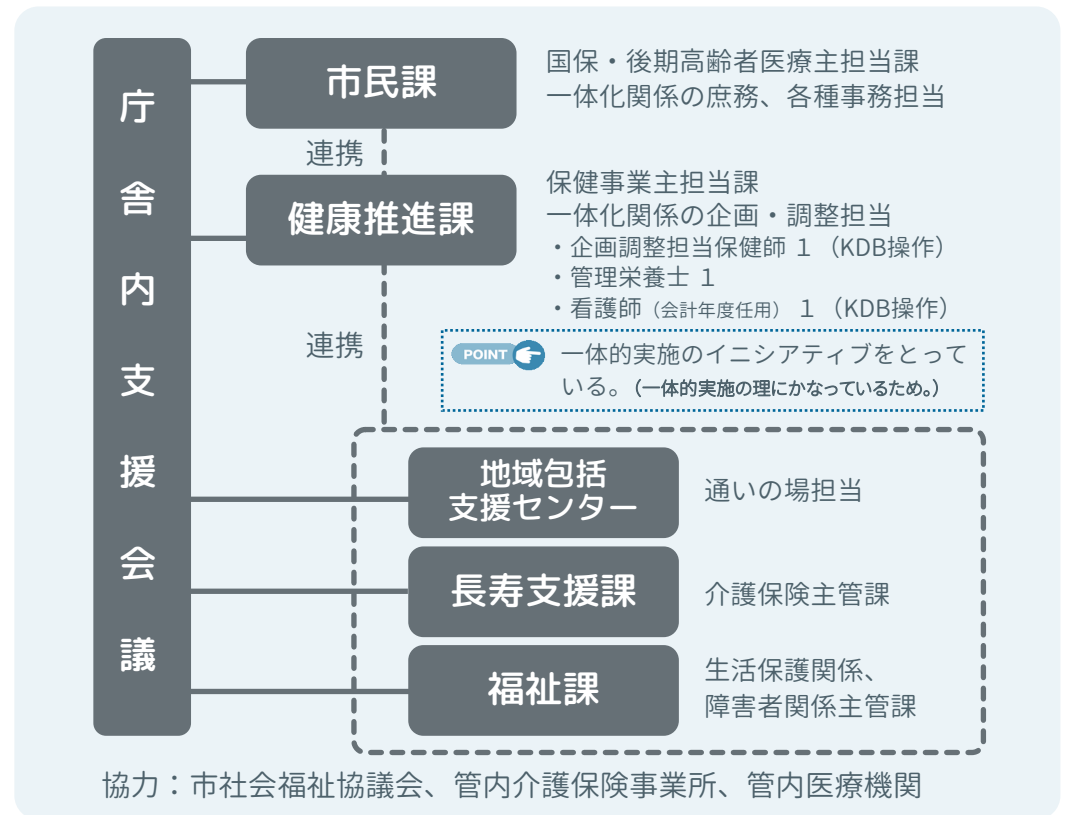 庁舎内支援会議
市民課
国保・後期高齢者医療主担当課
一体化関係の庶務、各種事務担当
連携
健康推進課
保健事業主担当課
一体化関係の企画・調整担当
・企画調整担当保健師 1 （KDB操作）
・管理栄養士 1
・看護師（会計年度任用） 1 （KDB操作）
連携
POINT
一体的実施のイニシアティブをとって
いる。（一体的実施の理にかなっているため。）
地域包括
支援センター
通いの場担当
長寿支援課
介護保険主管課
福祉課
生活保護関係、
障害者関係主管課
協力：市社会福祉協議会、管内介護保険事業所、管内医療機関